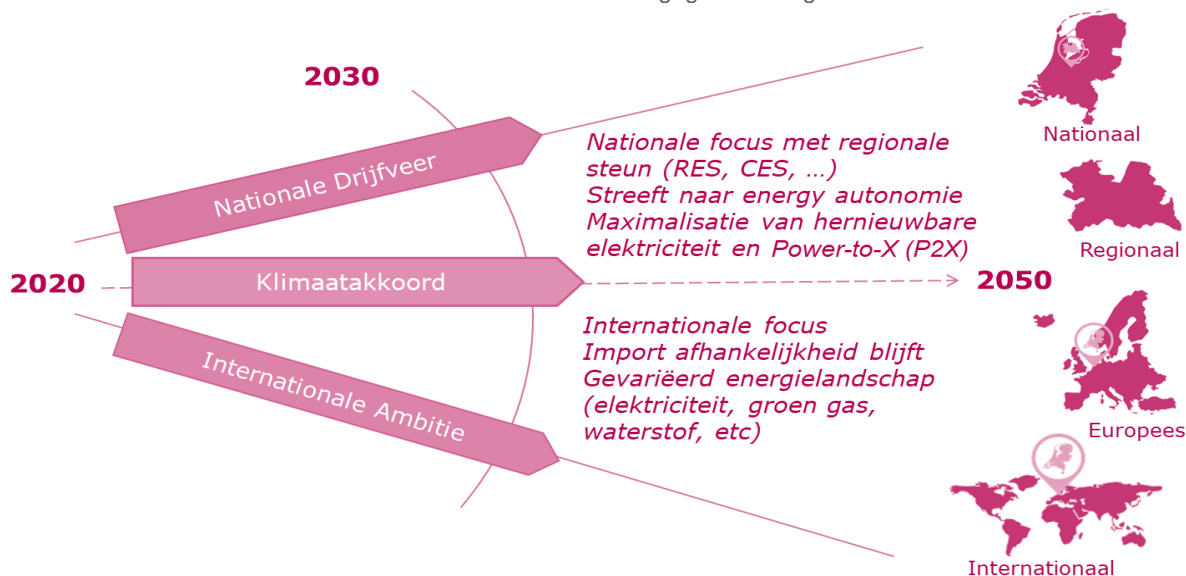 2030
Nationale Drijfveer
2020
Klimaatakkoord
Internationale Ambitie
Nationale focus met regionale
steun (RES, CES, ...)
Streeft naar energy autonomie
Maximalisatie van hernieuwbare
elektriciteit en Power-to-X (P2X)
2050
Internationale focus
Import afhankelijkheid blijft
Gevariëerd energielandschap
(elektriciteit, groen gas,
waterstof, etc)
Nationaal
Regionaal
Europees
Internationaal